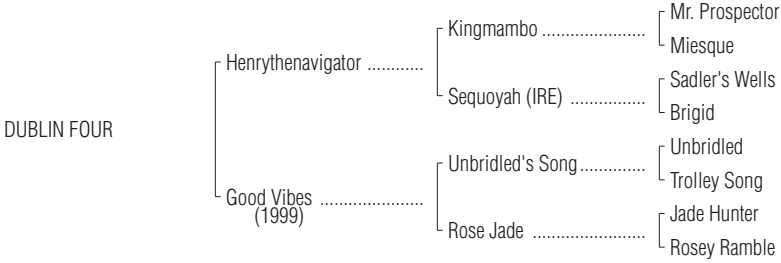 Mr. Prospector
Kingmambo ......................
Miesque
Henrythenavigator ............
Sadler's Wells
Sequoyah (IRE) ................
Brigid
DUBLIN FOUR
Unbridled
Unbridled's Song..............
Trolley Song
Good Vibes ......................
(1999)
Jade Hunter
Rose Jade ........................
Rosey Ramble